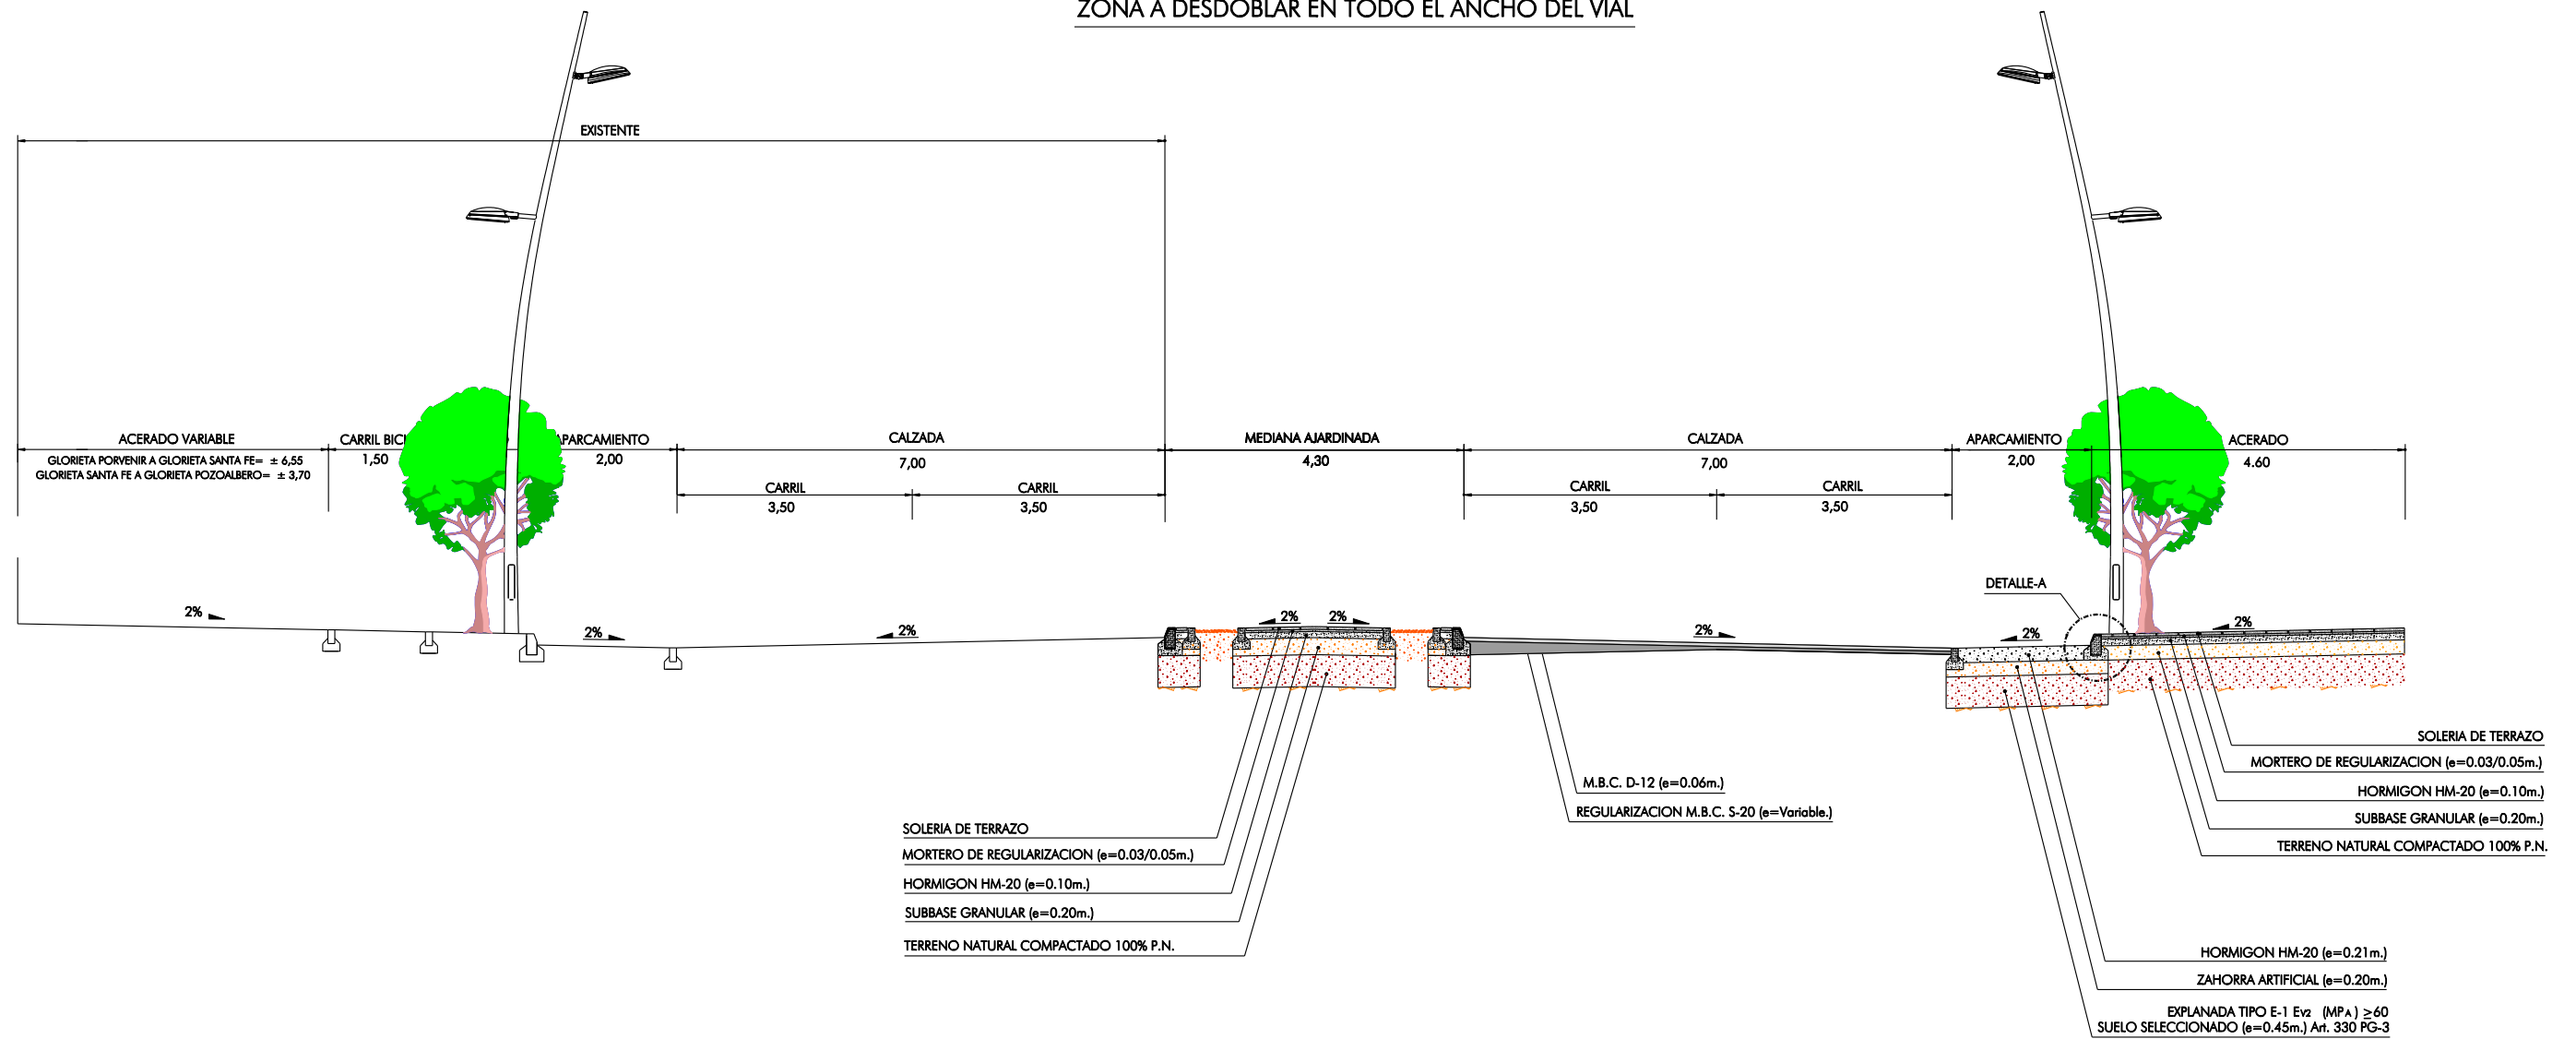 ZONA A DESDOBLAR EN TODO EL ANCHO DEL VIAL
EXISTENTE
ACERADO VARIABLE
GLORIETA PORVENIR A GLORIETA SANTA FE= ± 6,55
GLORIETA SANTA FE A GLORIETA POZOALBERO= ± 3,70
CARRIL BICI
1,50
APARCAMIENTO
2,00
CALZADA
7,00
CARRIL
3,50
CARRIL
3,50
MEDIANA AJARDINADA
4,30
CALZADA
7,00
CARRIL
3,50
CARRIL
3,50
APARCAMIENTO
2,00
ACERADO
4.60
DETALLE-A
2%
2%
2%
2%
2%
2%
2%
2%
SOLERIA DE TERRAZO
MORTERO DE REGULARIZACION (e=0.03/0.05m.)
HORMIGON HM-20 (e=0.10m.)
SUBBASE GRANULAR (e=0.20m.)
TERRENO NATURAL COMPACTADO 100% P.N.
M.B.C. D-12 (e=0.06m.)
REGULARIZACION M.B.C. S-20 (e=Variable.)
SOLERIA DE TERRAZO
MORTERO DE REGULARIZACION (e=0.03/0.05m.)
HORMIGON HM-20 (e=0.10m.)
SUBBASE GRANULAR (e=0.20m.)
TERRENO NATURAL COMPACTADO 100% P.N.
HORMIGON HM-20 (e=0.21m.)
ZAHORRA ARTIFICIAL (e=0.20m.)
EXPLANADA TIPO E-1 Ev2 (MPA) ≥60
SUELO SELECCIONADO (e=0.45m.) Art. 330 PG-3